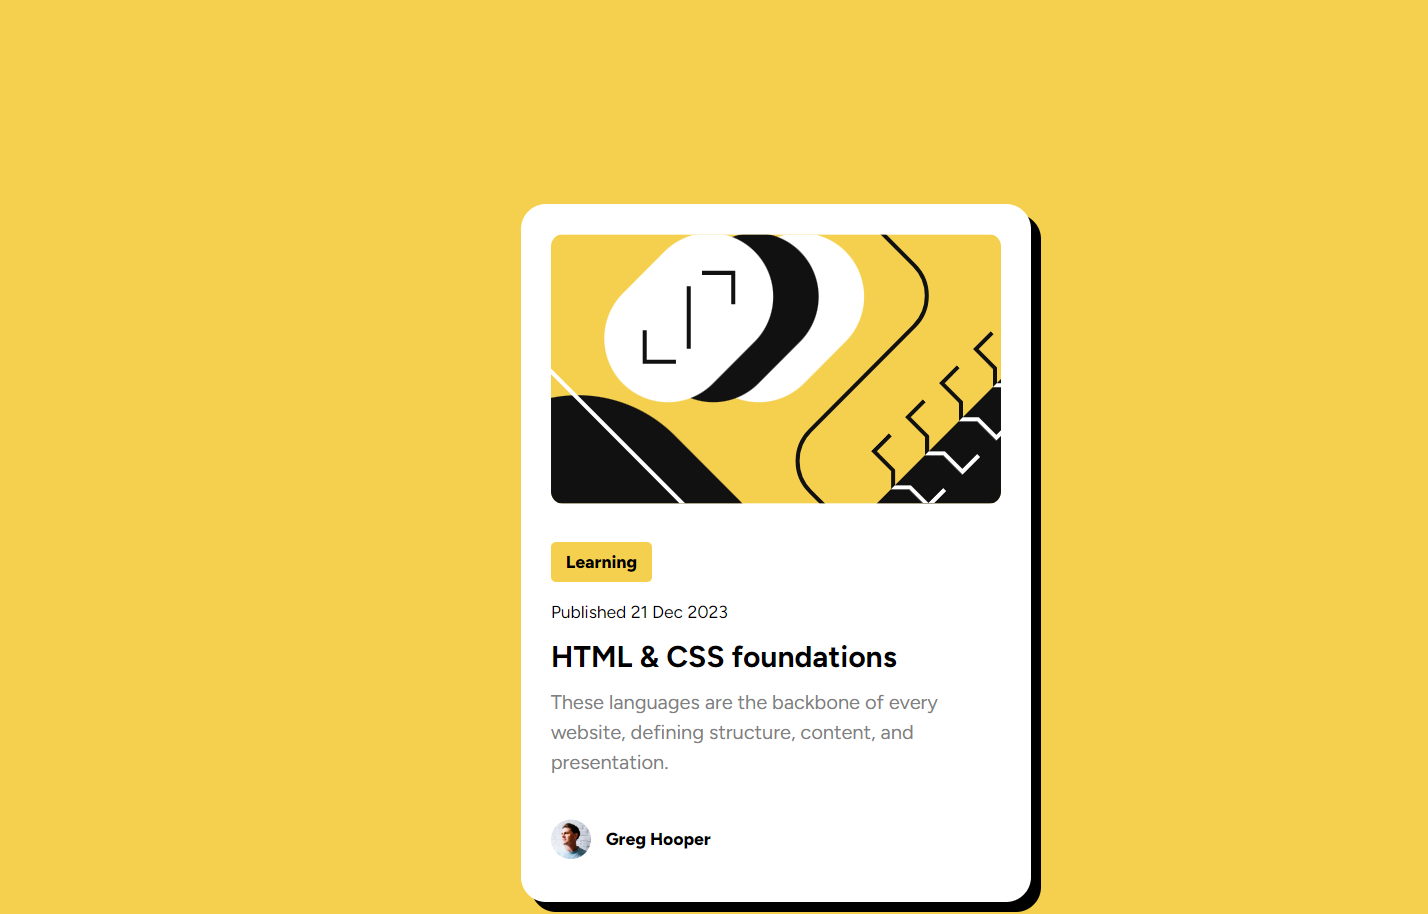 Learning
Published 21 Dec 2023
HTML & CSS foundations
These languages are the backbone of every
website, defining structure, content, and
presentation.
Greg Hooper